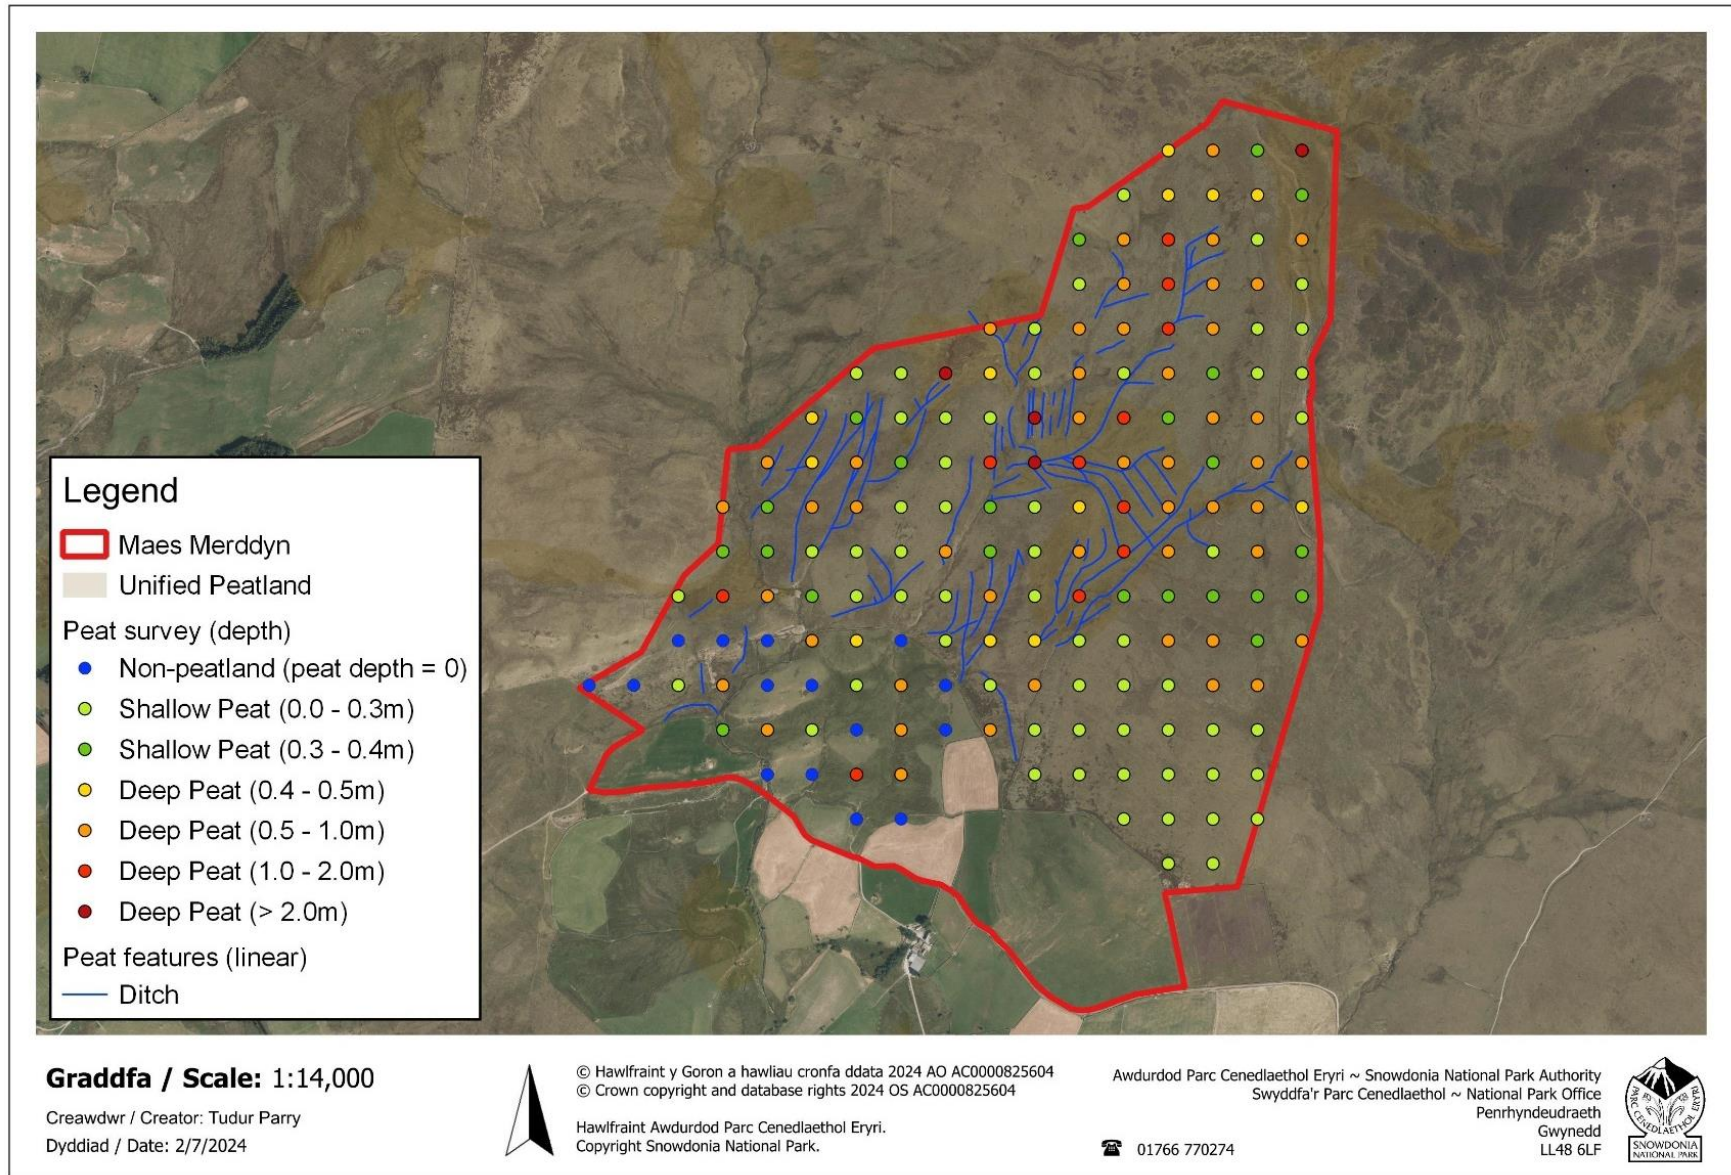 Legend
Maes Merddyn
Unified Peatland
Peat survey (depth)
Non-peatland (peat depth = 0)
Shallow Peat (0.0 - 0.3m)
Shallow Peat (0.3 - 0.4m)
Deep Peat (0.4 - 0.5m)
Deep Peat (0.5 - 1.0m)
Deep Peat (1.0 - 2.0m)
Deep Peat (> 2.0m)
Peat features (linear)
Ditch
Graddfa / Scale: 1:14,000
Creawdwr / Creator: Tudur Parry
Dyddiad / Date: 2/7/2024
© Hawlfraint y Goron a hawliau cronfa ddata 2024 AO AC0000825604
© Crown copyright and database rights 2024 OS AC0000825604
Hawlfraint Awdurdod Parc Cenedlaethol Eryri.
Copyright Snowdonia National Park.
Awdurdod Parc Cenedlaethol Eryri ~ Snowdonia National Park Authority
Swyddfa'r Parc Cenedlaethol ~ National Park Office
Penrhyndeudraeth
Gwynedd
01766 770274
LL48 6LF
PARC CENEDLAETHOL ERYRI
SNOWDONIA
NATIONAL PARK